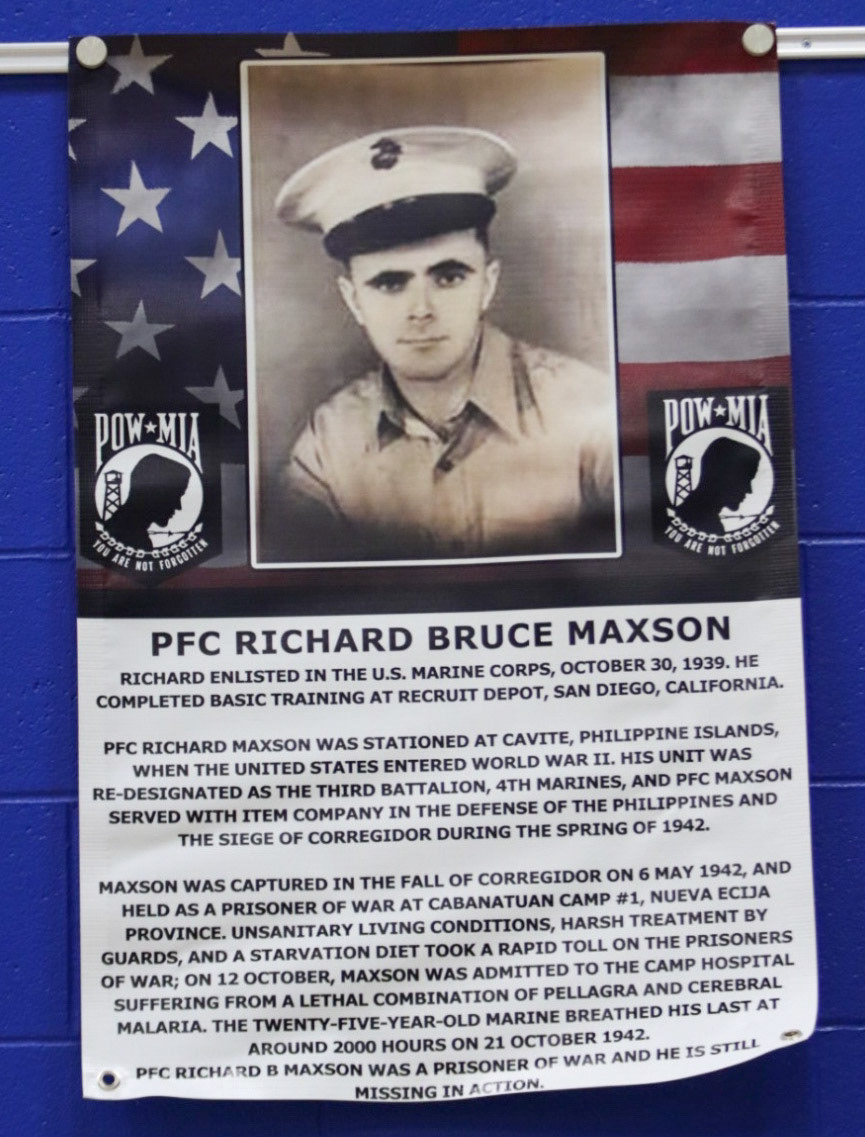 POW★MIA
YOU ARE NOT FORGOTTEN
POW★MIA
YOU ARE NOT FORGOTTEN
PFC RICHARD BRUCE MAXSON
RICHARD ENLISTED IN THE U.S. MARINE CORPS, OCTOBER 30, 1939. HE
COMPLETED BASIC TRAINING AT RECRUIT DEPOT, SAN DIEGO, CALIFORNIA.
PFC RICHARD MAXSON WAS STATIONED AT CAVITE, PHILIPPINE ISLANDS,
WHEN THE UNITED STATES ENTERED WORLD WAR II. HIS UNIT WAS
RE-DESIGNATED AS THE THIRD BATTALION, 4TH MARINES, AND PFC MAXSON
SERVED WITH ITEM COMPANY IN THE DEFENSE OF THE PHILIPPINES AND
THE SIEGE OF CORREGIDOR DURING THE SPRING OF 1942.
MAXSON WAS CAPTURED IN THE FALL OF CORREGIDOR ON 6 MAY 1942, AND
HELD AS A PRISONER OF WAR AT CABANATUAN CAMP #1, NUEVA ECIJA
PROVINCE. UNSANITARY LIVING CONDITIONS, HARSH TREATMENT BY
GUARDS, AND A STARVATION DIET TOOK A RAPID TOLL ON THE PRISONERS
OF WAR; ON 12 OCTOBER, MAXSON WAS ADMITTED TO THE CAMP HOSPITAL
SUFFERING FROM A LETHAL COMBINATION OF PELLAGRA AND CEREBRAL
MALARIA. THE TWENTY-FIVE-YEAR-OLD MARINE BREATHED HIS LAST AT
AROUND 2000 HOURS ON 21 OCTOBER 1942.
PFC RICHARD B MAXSON WAS A PRISONER OF WAR AND HE IS STILL
MISSING IN ACTION.